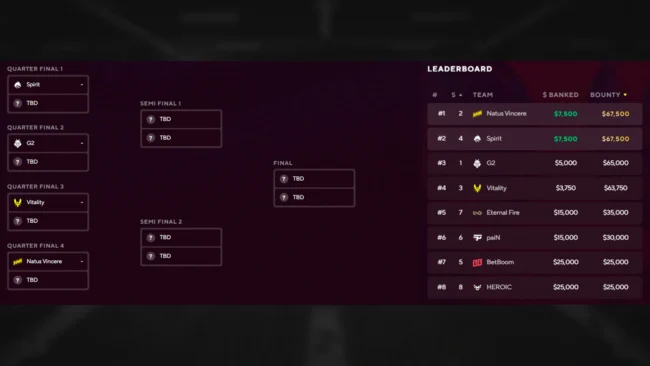 QUARTER FINAL 1
Spirit -
? TBD
QUARTER FINAL 2
G2 -
? TBD
QUARTER FINAL 3
Vitality -
? TBD
QUARTER FINAL 4
Natus Vincere -
? TBD
SEMI FINAL 1
? TBD
? TBD
SEMI FINAL 2
? TBD
? TBD
FINAL
? TBD
? TBD
LEADERBOARD
# S TEAM $ BANKED BOUNTY
#1 2 Natus Vincere $7,500 $67,500
#2 4 Spirit $7,500 $67,500
#3 1 G2 $5,000 $65,000
#4 3 Vitality $3,750 $63,750
#5 7 Eternal Fire $15,000 $35,000
#6 6 paiN $15,000 $30,000
#7 5 BetBoom $25,000 $25,000
#8 8 HEROIC $25,000 $25,000